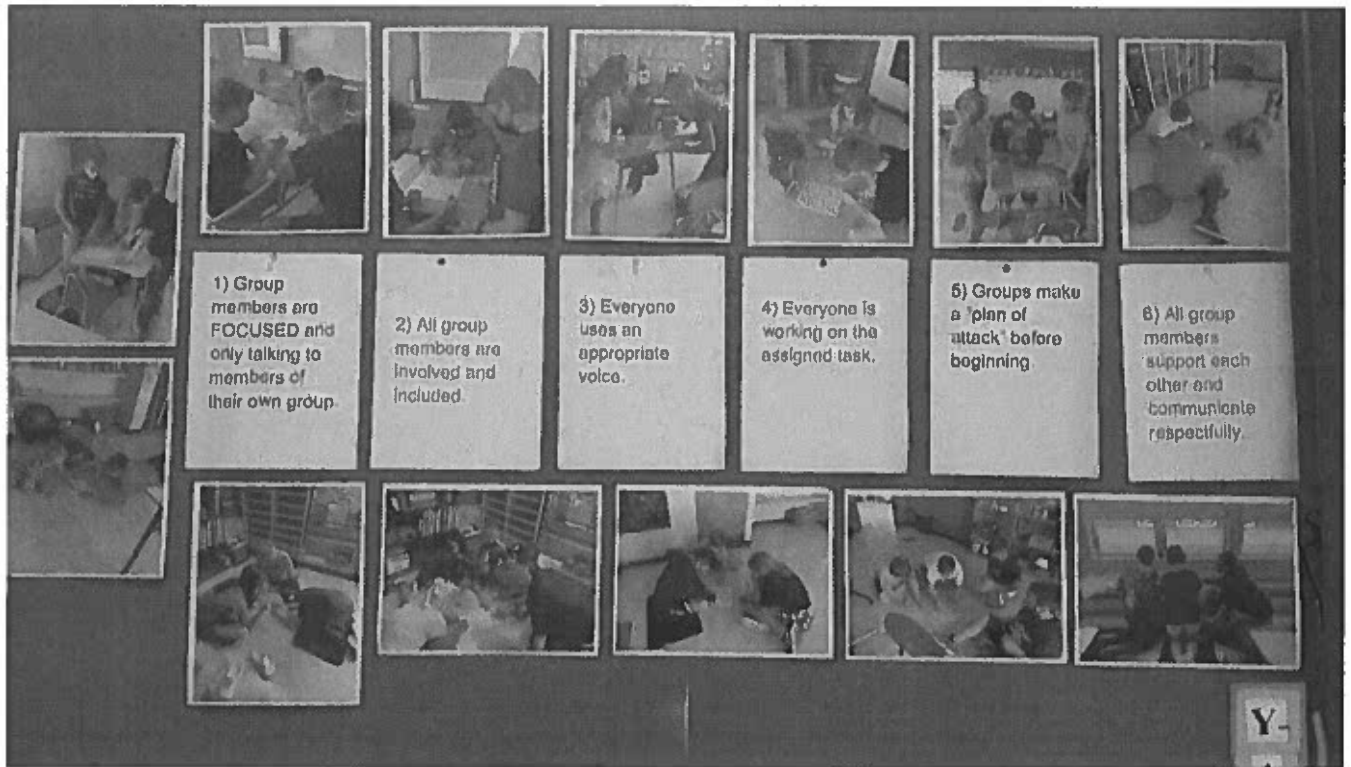 1) Group
members are
FOCUSED and
only talking to
members of
their own group.
2) All group
members are
involved and
included.
3) Everyone
uses an
appropriate
voice.
4) Everyone is
working on the
assigned task.
5) Groups make
a "plan of
attack" before
beginning.
6) All group
members
support each
other and
communicate
respectfully.
Y-